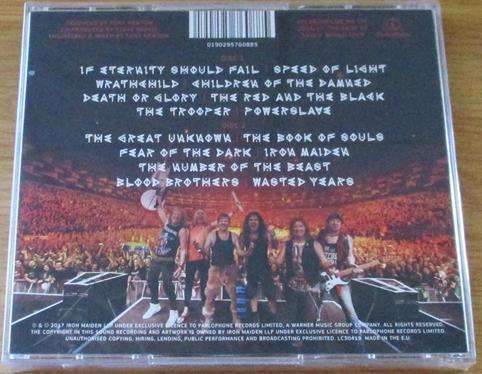 0190295760885
DISC 1
IF ETERNITY SHOULD FAIL SPEED OF LIGHT
WRATHCHILD CHILDREN OF THE DAMNED
DEATH OR GLORY THE RED AND THE BLACK
THE TROOPER POWERSLAVE
THE GREAT UNKNOWN THE BOOK OF SOULS
FEAR OF THE DARK IRON MAIDEN
THE NUMBER OF THE BEAST
BLOOD BROTHERS WASTED YEARS
℗ & © 2017 IRON MAIDEN LLP UNDER EXCLUSIVE LICENCE TO PARLOPHONE RECORDS LIMITED, A WARNER MUSIC GROUP COMPANY. ALL RIGHTS RESERVED.
THE COPYRIGHT IN THIS SOUND RECORDING AND ARTWORK IS OWNED BY IRON MAIDEN LLP UNDER EXCLUSIVE LICENCE TO PARLOPHONE RECORDS LIMITED.
UNAUTHORISED COPYING, HIRING, LENDING, PUBLIC PERFORMANCE AND BROADCASTING PROHIBITED. LC30419 MADE IN THE E.U.